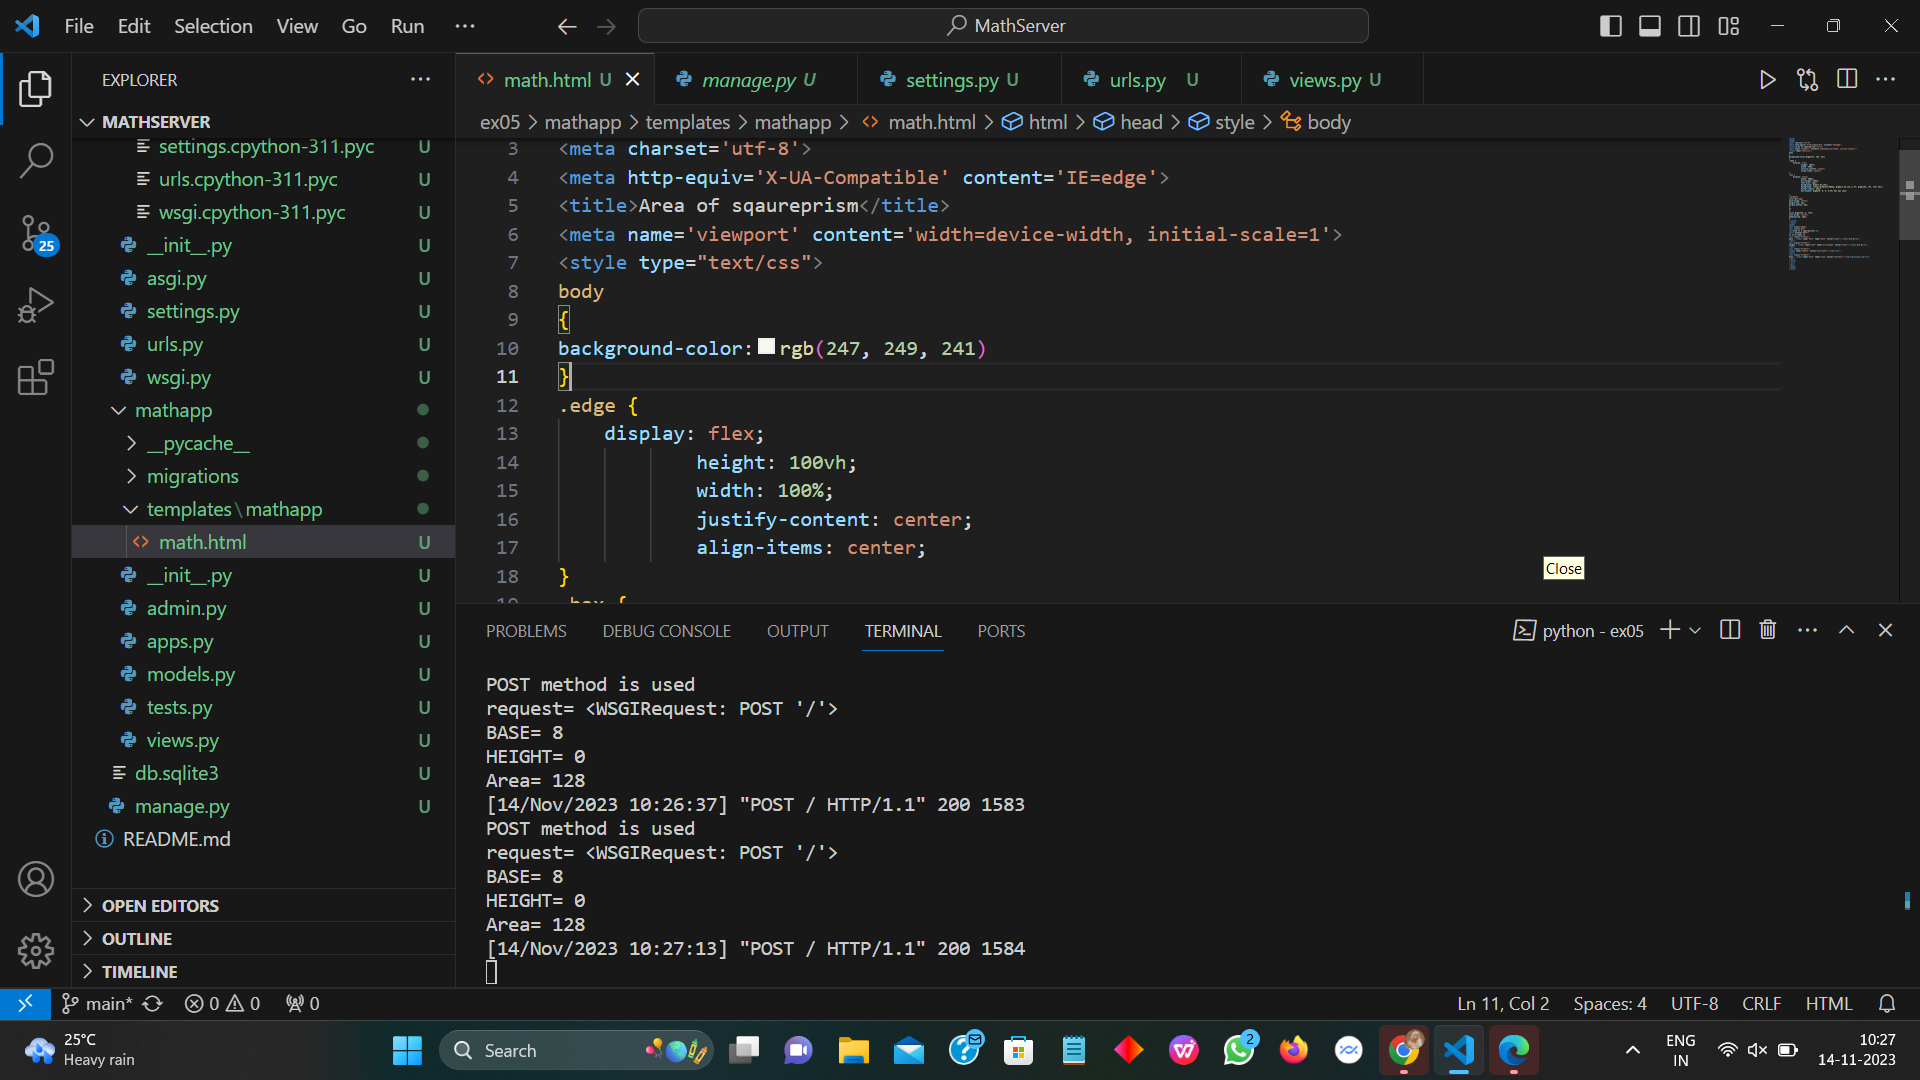 File Edit Selection View Go Run ···
MathServer
EXPLORER
MATHSERVER
settings.cpython-311.pyc U
urls.cpython-311.pyc U
wsgi.cpython-311.pyc U
__init__.py U
asgi.py U
settings.py U
urls.py U
wsgi.py U
mathapp
__pycache__
migrations
templates\mathapp
math.html U
__init__.py U
admin.py U
apps.py U
models.py U
tests.py U
views.py U
db.sqlite3 U
manage.py U
README.md
OPEN EDITORS
OUTLINE
TIMELINE
25
math.html U manage.py U settings.py U urls.py U views.py U
ex05 > mathapp > templates > mathapp > math.html > html > head > style > body
3 <meta charset='utf-8'>
4 <meta http-equiv='X-UA-Compatible' content='IE=edge'>
5 <title>Area of sqaureprism</title>
6 <meta name='viewport' content='width=device-width, initial-scale=1'>
7 <style type="text/css">
8 body
9 {
10 background-color: rgb(247, 249, 241)
11 }
12 .edge {
13 display: flex;
14 height: 100vh;
15 width: 100%;
16 justify-content: center;
17 align-items: center;
18 }
Close
PROBLEMS DEBUG CONSOLE OUTPUT TERMINAL PORTS
python - ex05
POST method is used
request= <WSGIRequest: POST '/'>
BASE= 8
HEIGHT= 0
Area= 128
[14/Nov/2023 10:26:37] "POST / HTTP/1.1" 200 1583
POST method is used
request= <WSGIRequest: POST '/'>
BASE= 8
HEIGHT= 0
Area= 128
[14/Nov/2023 10:27:13] "POST / HTTP/1.1" 200 1584
main* 0 0 0
Ln 11, Col 2 Spaces: 4 UTF-8 CRLF HTML
25°C
Heavy rain
Search
2
ENG
IN
10:27
14-11-2023